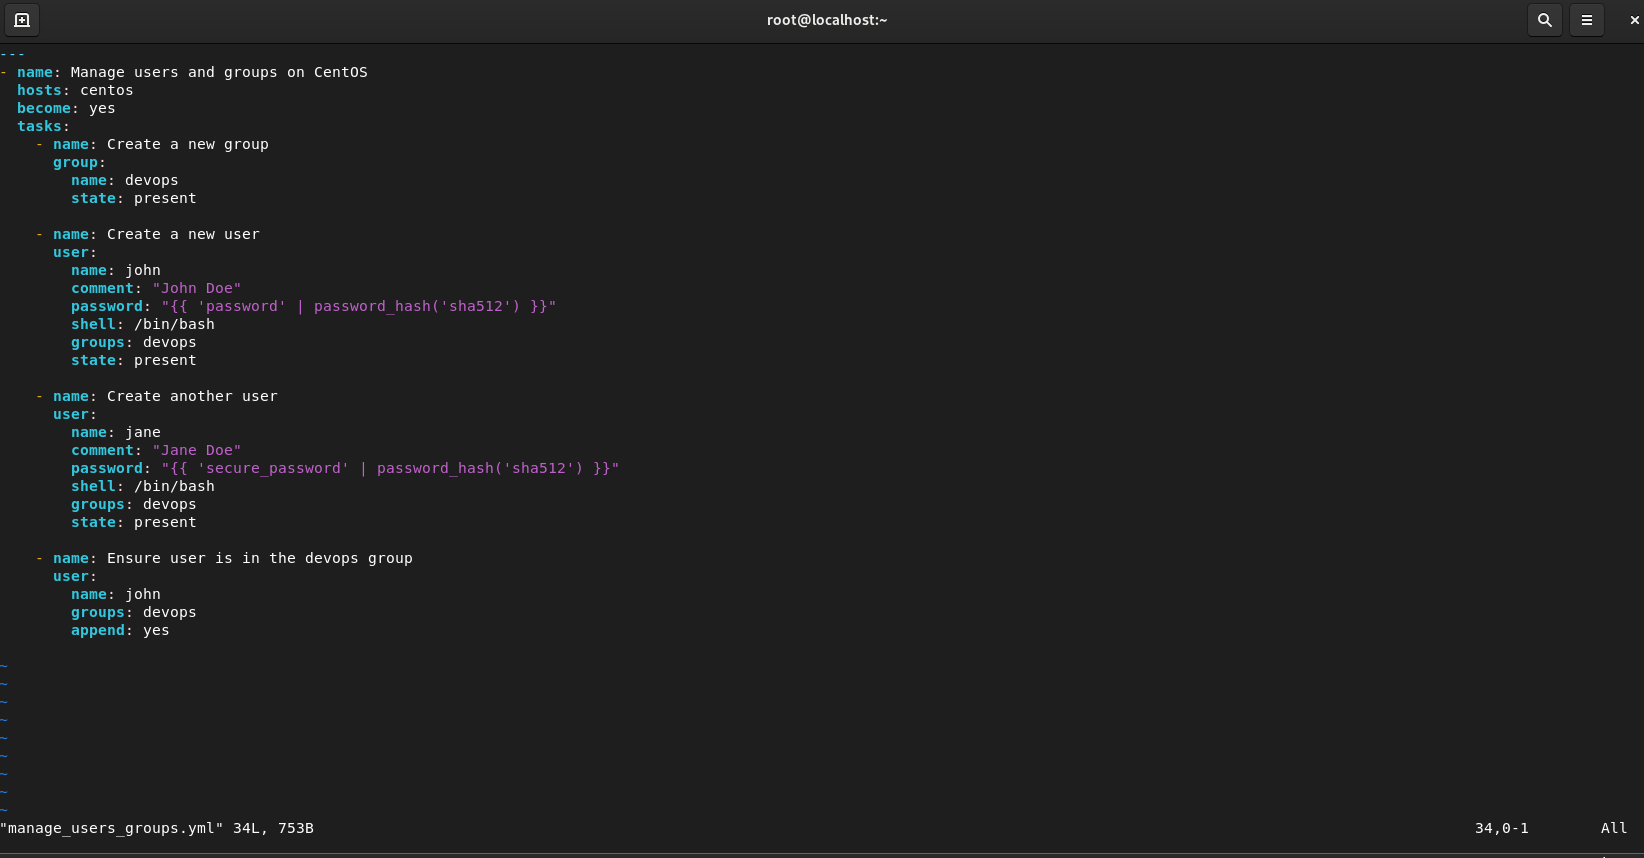 root@localhost:~
---
- name: Manage users and groups on CentOS
  hosts: centos
  become: yes
  tasks:
    - name: Create a new group
      group:
        name: devops
        state: present

    - name: Create a new user
      user:
        name: john
        comment: "John Doe"
        password: "{{ 'password' | password_hash('sha512') }}"
        shell: /bin/bash
        groups: devops
        state: present

    - name: Create another user
      user:
        name: jane
        comment: "Jane Doe"
        password: "{{ 'secure_password' | password_hash('sha512') }}"
        shell: /bin/bash
        groups: devops
        state: present

    - name: Ensure user is in the devops group
      user:
        name: john
        groups: devops
        append: yes

~
~
~
~
~
~
~
~
~
"manage_users_groups.yml" 34L, 753B 34,0-1 All